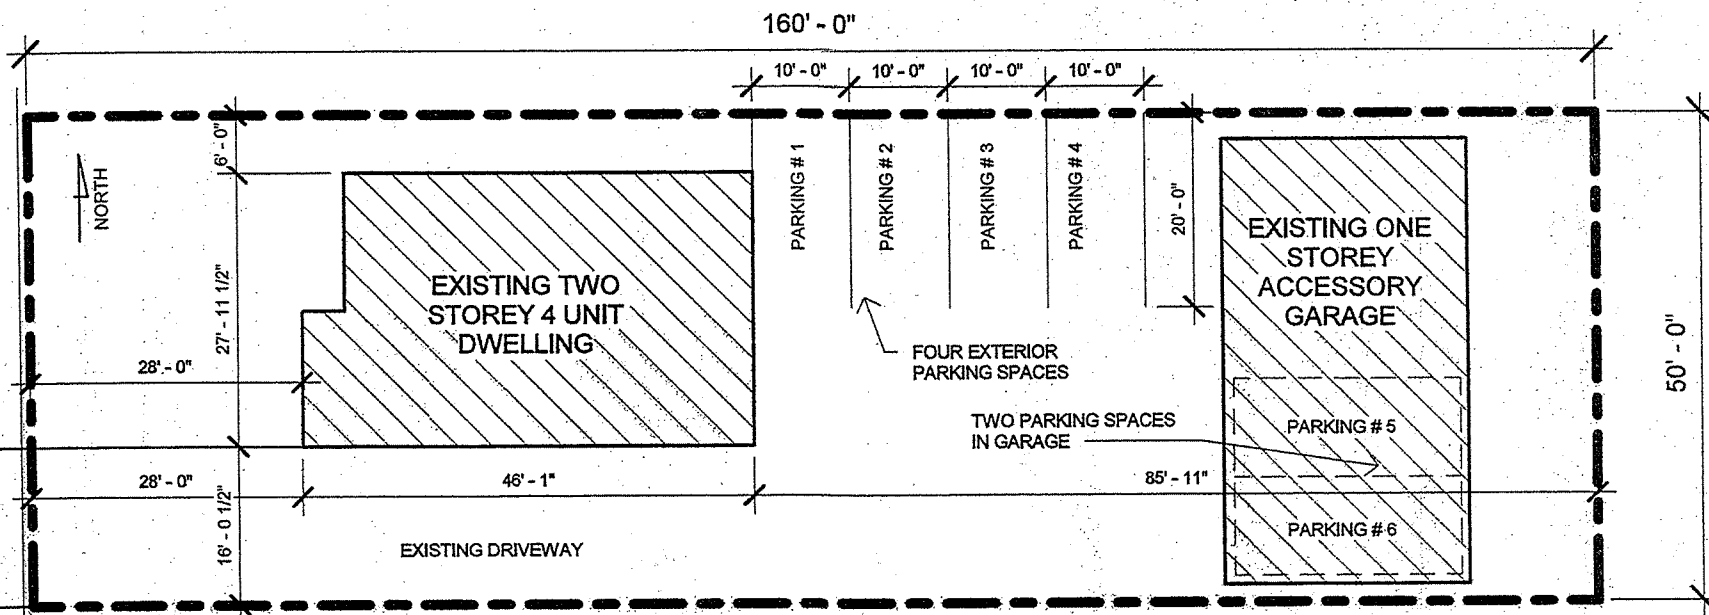 160' - 0"
10' - 0"
10' - 0"
10' - 0"
10' - 0"
6' - 0"
NORTH
PARKING # 1
PARKING # 2
PARKING # 3
PARKING # 4
20' - 0"
EXISTING ONE
STOREY
ACCESSORY
GARAGE
EXISTING TWO
STOREY 4 UNIT
DWELLING
27' - 11 1/2"
28' - 0"
FOUR EXTERIOR
PARKING SPACES
50' - 0"
TWO PARKING SPACES
IN GARAGE
PARKING # 5
28' - 0"
46' - 1"
85' - 11"
16' - 0 1/2"
EXISTING DRIVEWAY
PARKING # 6